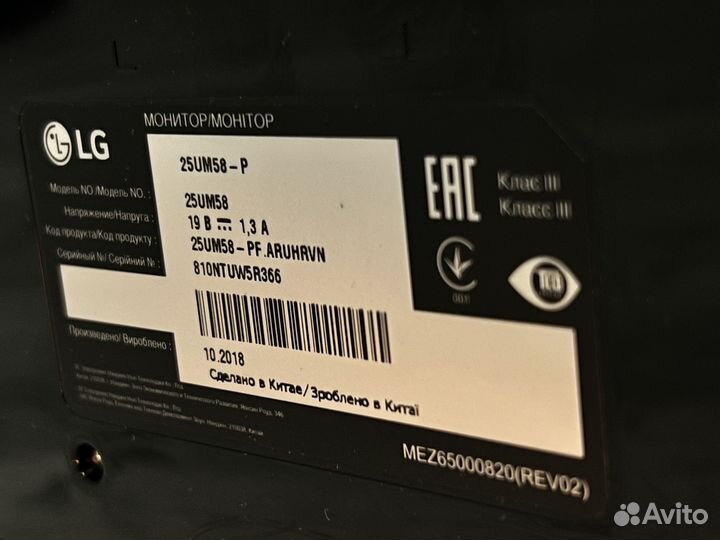 LG
МОНИТОР/МОНІТОР
25UM58-P
Модель NO/Модель NO. :
25UM58
Напряжение/Напруга :
19 В ⎓ 1,3 А
Код продукта/Код продукту :
25UM58-PF.ARUHRVN
Серийный №/ Серійний № :
810NTUW5R366
EAC
Клас III
Класс III
TCO
Произведено/ Вироблено :
10.2018
Сделано в Китае/Зроблено в Китаї
MEZ65000820(REV02)
Avito